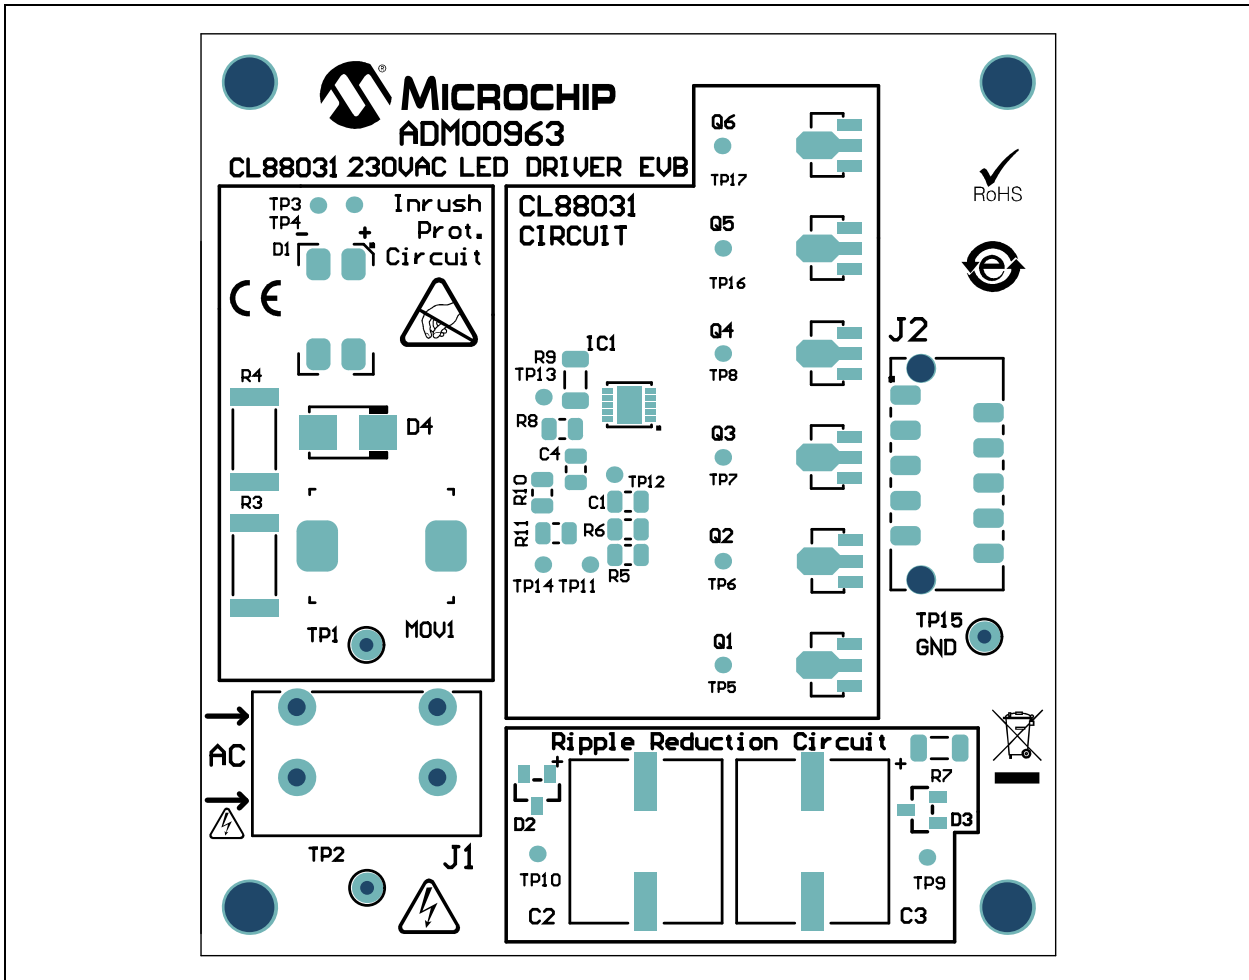 MICROCHIP
®
ADM00963
CL88031 230VAC LED DRIVER EVB
TP3
TP4
- +
D1
Inrush
Prot.
Circuit
CE
R4
D4
R3
TP1
MOV1
CL88031
CIRCUIT
IC1
R9
TP13
R8
C4
R10
TP12
C1
R11
R6
R5
TP14
TP11
Q6
TP17
Q5
TP16
Q4
TP8
Q3
TP7
Q2
TP6
Q1
TP5
RoHS
e
J2
TP15
GND
AC
TP2
J1
Ripple Reduction Circuit
+
D2
TP10
C2
+
R7
D3
TP9
C3